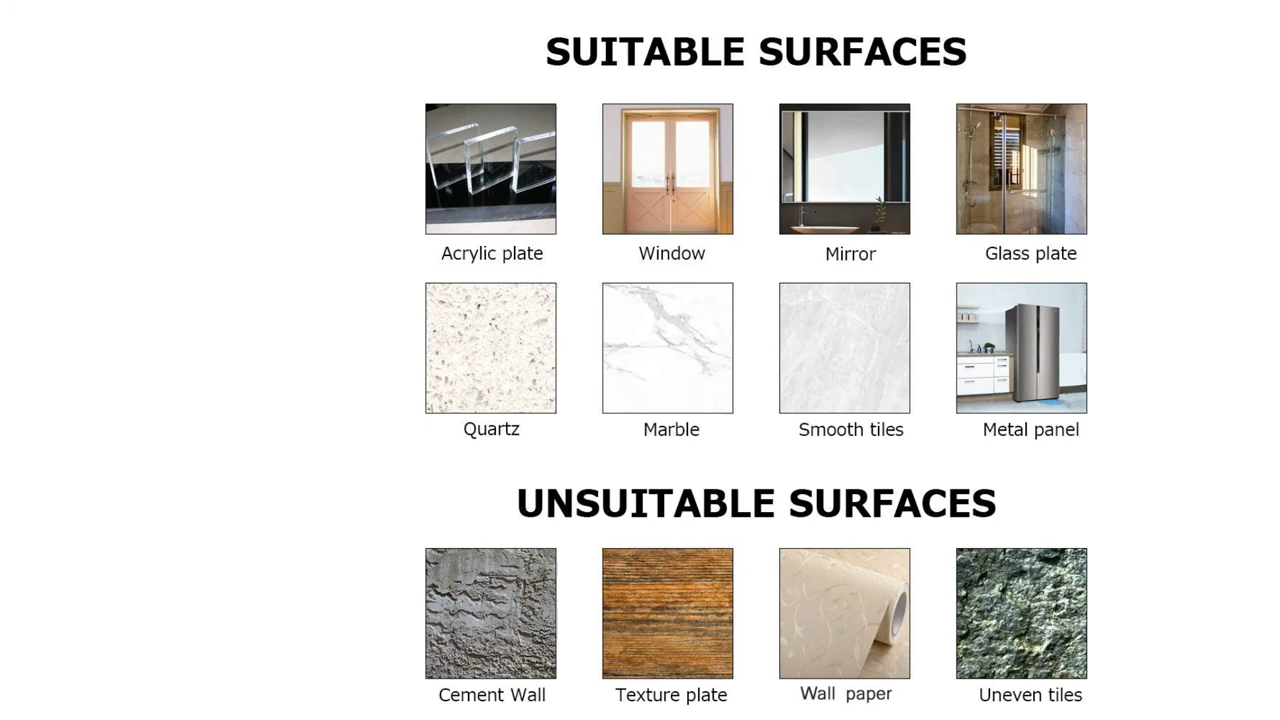 SUITABLE SURFACES
Acrylic plate
Window
Mirror
Glass plate
Quartz
Marble
Smooth tiles
Metal panel
UNSUITABLE SURFACES
Cement Wall
Texture plate
Wall paper
Uneven tiles